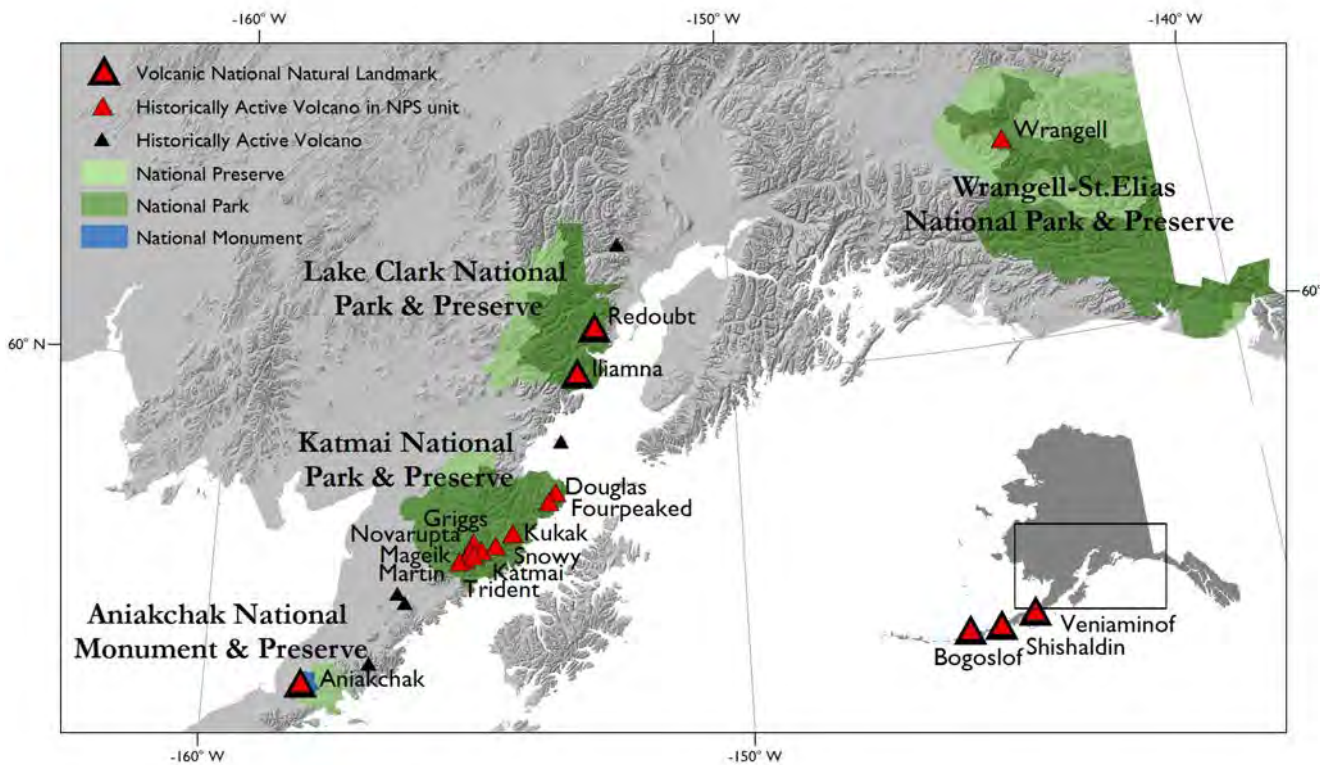 -160° W
-150° W
-140° W
Volcanic National Natural Landmark
Historically Active Volcano in NPS unit
Historically Active Volcano
National Preserve
National Park
National Monument
Wrangell
Wrangell-St.Elias
National Park & Preserve
Lake Clark National
Park & Preserve
Redoubt
Iliamna
60° N
60°
Katmai National
Park & Preserve
Douglas
Fourpeaked
Griggs
Kukak
Novarupta
Mageik
Snowy
Martin
Katmai
Trident
Aniakchak National
Monument & Preserve
Aniakchak
Veniaminof
Shishaldin
Bogoslof
-160° W
-150° W